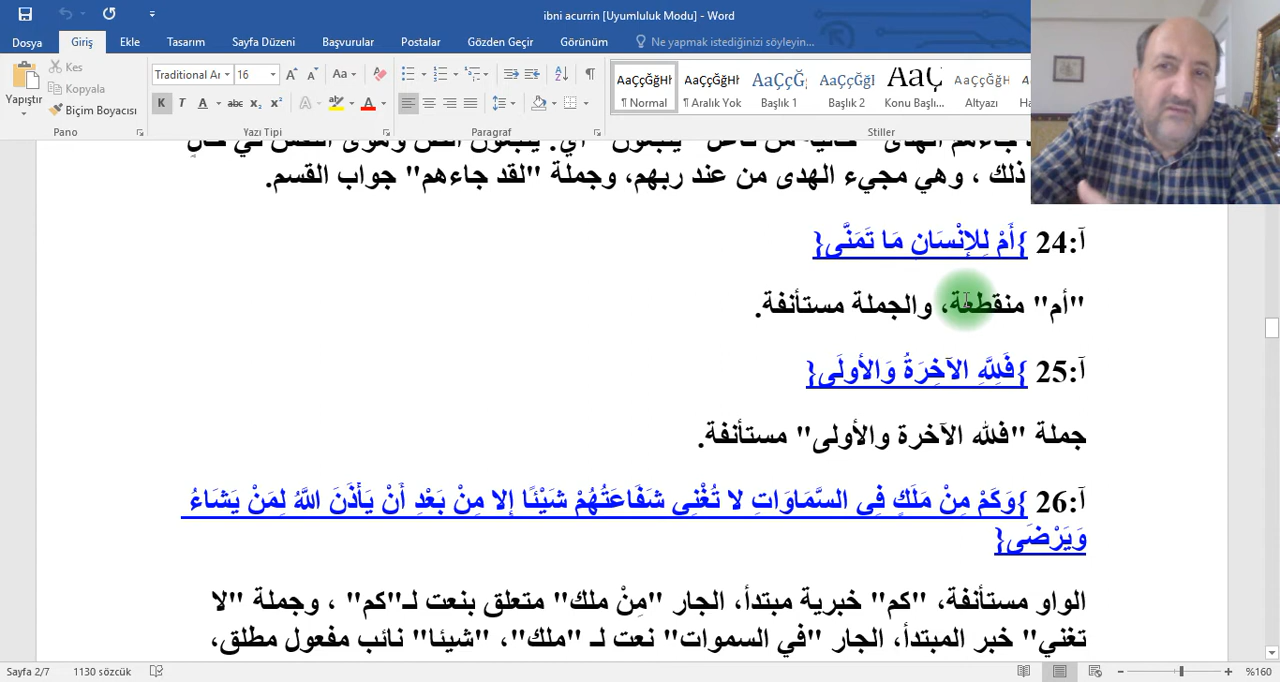 ibni acurrin [Uyumluluk Modu] - Word
Dosya Giriş Ekle Tasarım Sayfa Düzeni Başvurular Postalar Gözden Geçir Görünüm Ne yapmak istediğinizi söyleyin...
Yapıştır
Kes
Kopyala
Biçim Boyacısı
Traditional Ar 16
Pano Yazı Tipi Paragraf Stiller
AaÇçĞğHł AaÇçĞğHł AaÇçĞğ AaÇçĞğł AaÇ AaÇçĞğH
¶ Normal ¶ Aralık Yok Başlık 1 Başlık 2 Konu Başlı... Altyazı
ذلك ، وهي مجيء الهدى من عند ربهم، وجملة "لقد جاءهم" جواب القسم.
آ:24 {أَمْ لِلإِنْسَانِ مَا تَمَنَّى}
"أم" منقطعة، والجملة مستأنفة.
آ:25 {فَلِلَّهِ الآخِرَةُ وَالأُولَى}
جملة "فلله الآخرة والأولى" مستأنفة.
آ:26 {وَكَمْ مِنْ مَلَكٍ فِي السَّمَاوَاتِ لا تُغْنِي شَفَاعَتُهُمْ شَيْئًا إِلا مِنْ بَعْدِ أَنْ يَأْذَنَ اللَّهُ لِمَنْ يَشَاءُ
وَيَرْضَى}
الواو مستأنفة، "كم" خبرية مبتدأ، الجار "مِنْ ملك" متعلق بنعت لـ"كم" ، وجملة "لا
تغني" خبر المبتدأ، الجار "في السموات" نعت لـ "ملك"، "شيئا" نائب مفعول مطلق،
Sayfa 2/7 1130 sözcük %160